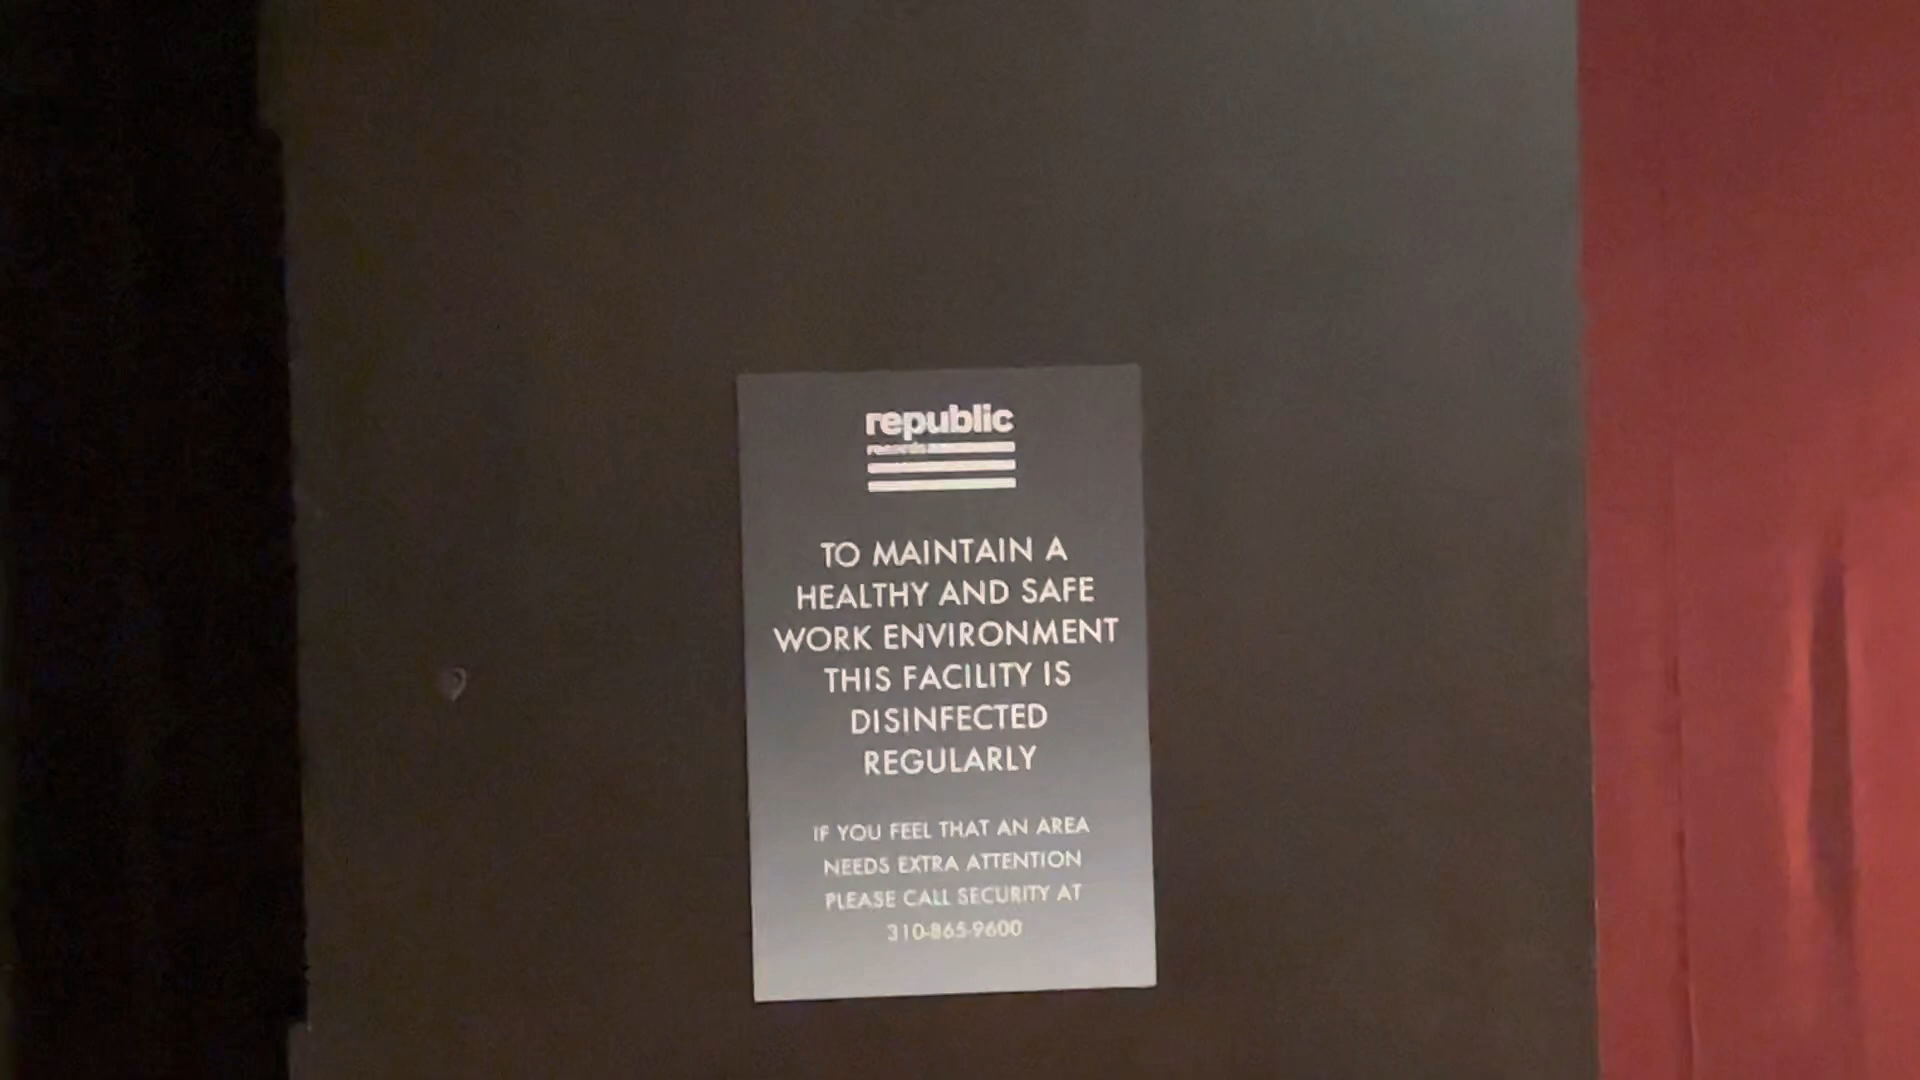 republic
records
TO MAINTAIN A
HEALTHY AND SAFE
WORK ENVIRONMENT
THIS FACILITY IS
DISINFECTED
REGULARLY
IF YOU FEEL THAT AN AREA
NEEDS EXTRA ATTENTION
PLEASE CALL SECURITY AT
310-865-9600